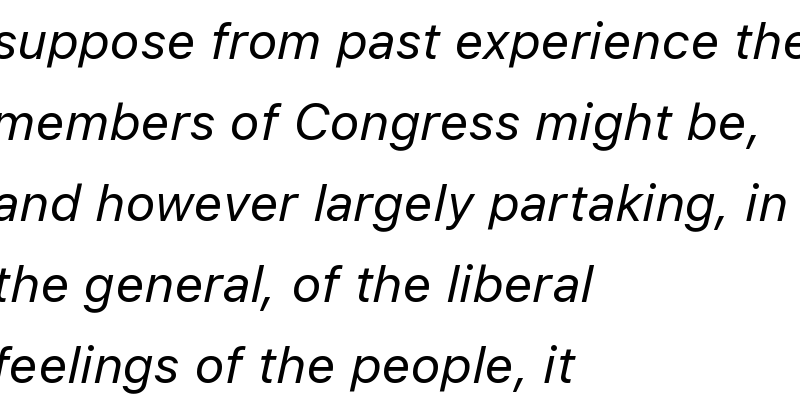 suppose from past experience the
members of Congress might be,
and however largely partaking, in
the general, of the liberal
feelings of the people, it